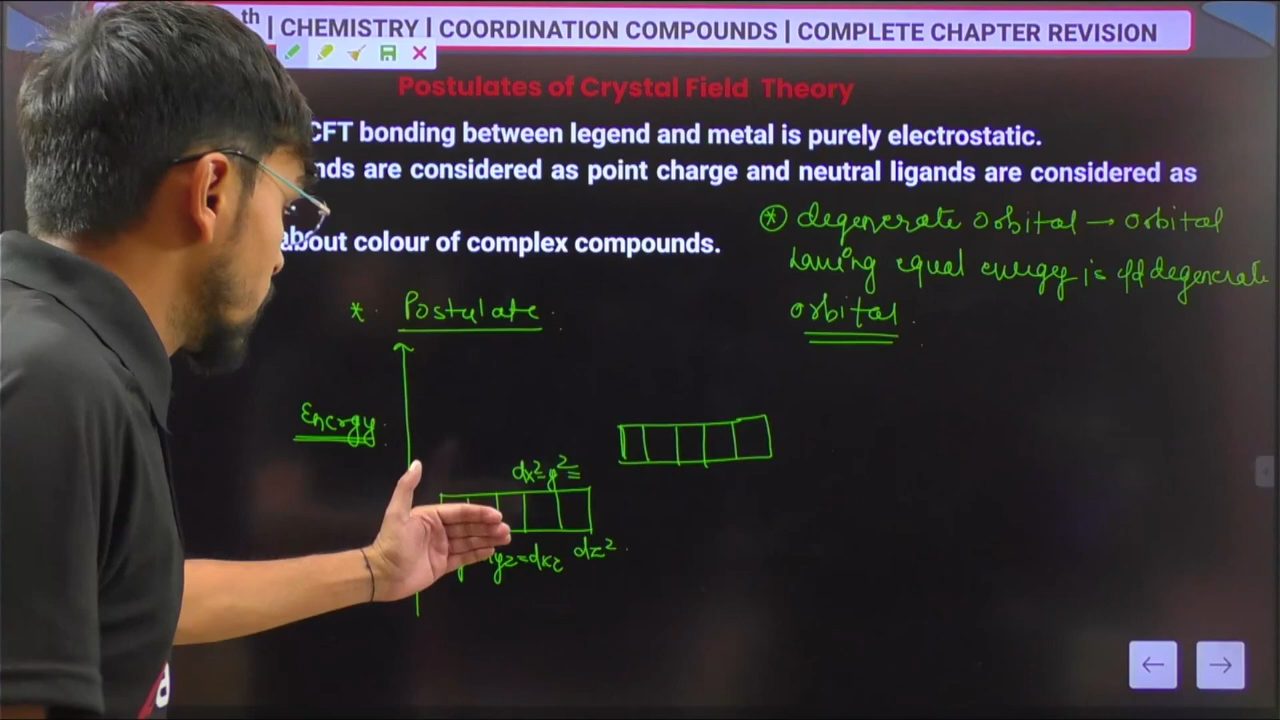 th | CHEMISTRY | COORDINATION COMPOUNDS | COMPLETE CHAPTER REVISION
Postulates of Crystal Field Theory
CFT bonding between legend and metal is purely electrostatic.
nds are considered as point charge and neutral ligands are considered as
about colour of complex compounds.
* degenerate orbital → orbital
having equal energy is degenerate
orbital.
* Postulate
Energy
dx²-y²
yz = dxz dz²